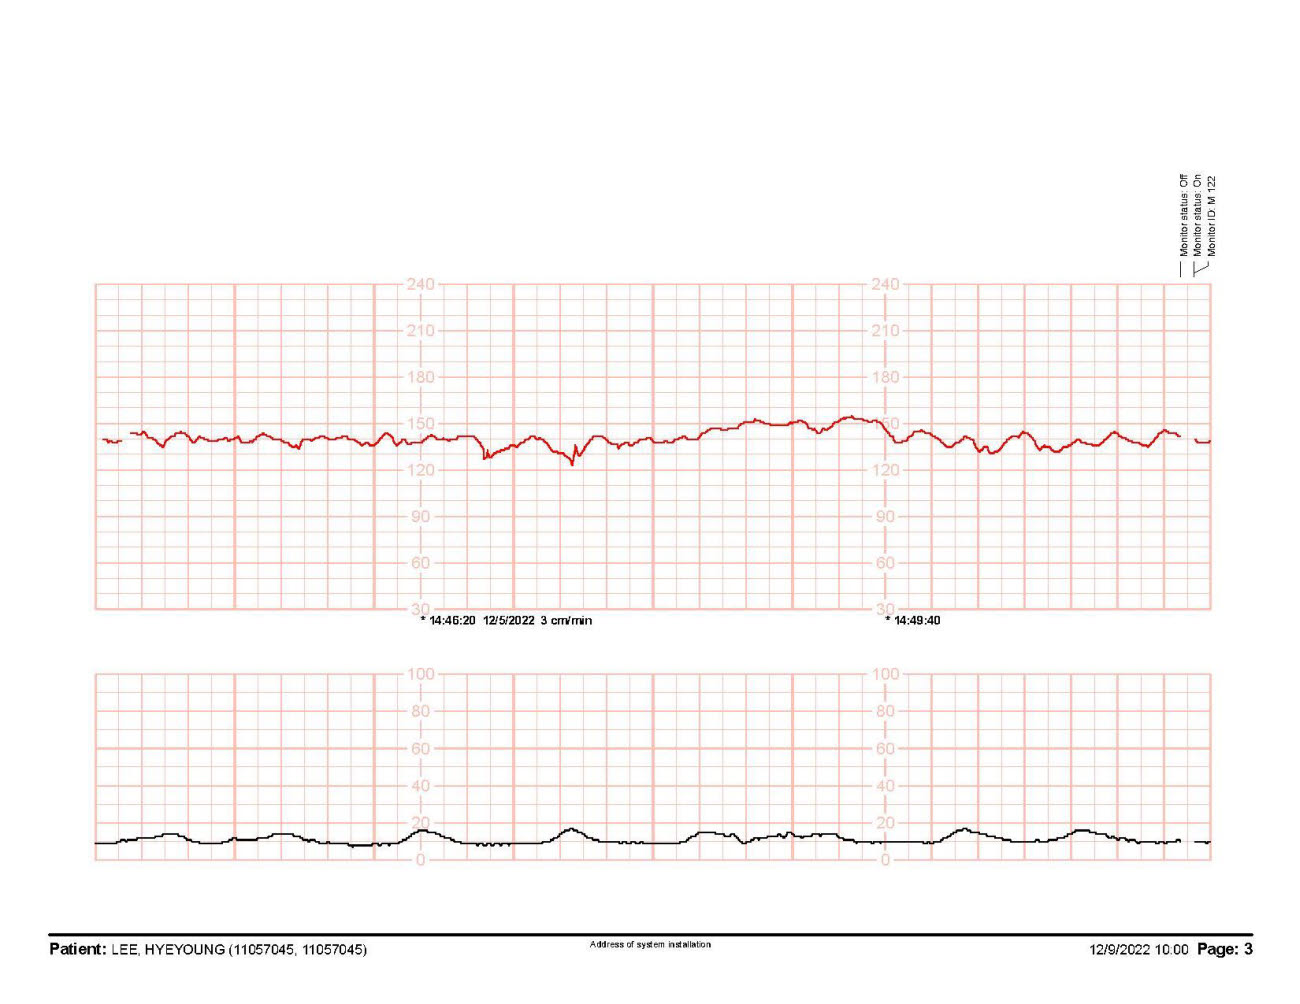 Monitor status: Off
Monitor status: On
Monitor ID: M 122
240 240
210 210
180 180
150 150
120 120
90 90
60 60
30 30
* 14:46:20 12/5/2022 3 cm/min * 14:49:40
100 100
80 80
60 60
40 40
20 20
0 0
Patient: LEE, HYEYOUNG (11057045, 11057045) Address of system installation 12/9/2022 10:00 Page: 3